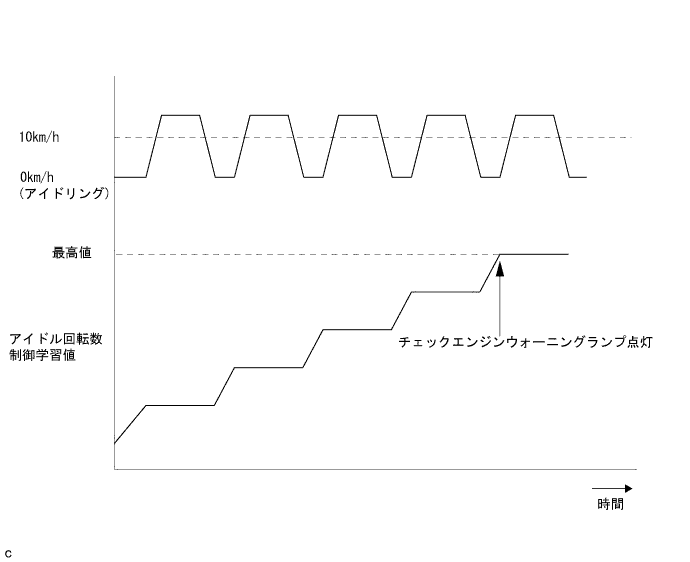 10km/h
0km/h
(アイドリング)
最高値
アイドル回転数
制御学習値
チェックエンジンウォーニングランプ点灯
時間
c